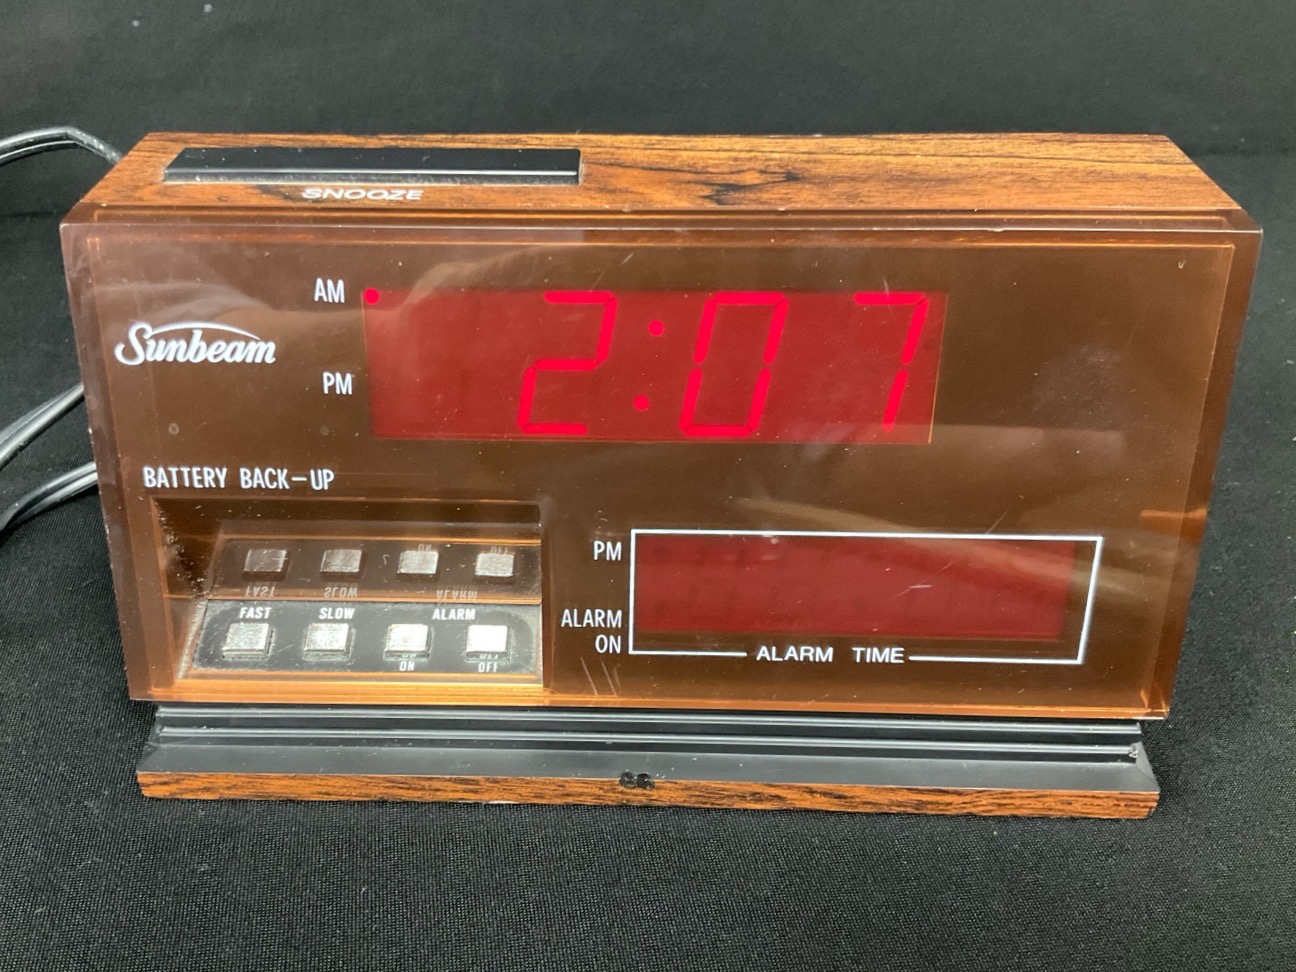 SNOOZE
AM
2:07
Sunbeam
PM
BATTERY BACK-UP
PM
FAST SLOW ALARM
ALARM
ON
ON OFF
ALARM TIME